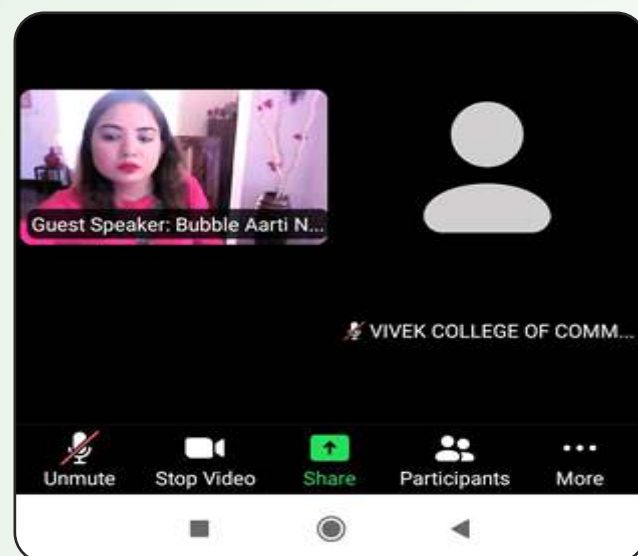 Guest Speaker: Bubble Aarti N...
VIVEK COLLEGE OF COMM...
Unmute
Stop Video
Share
Participants
More